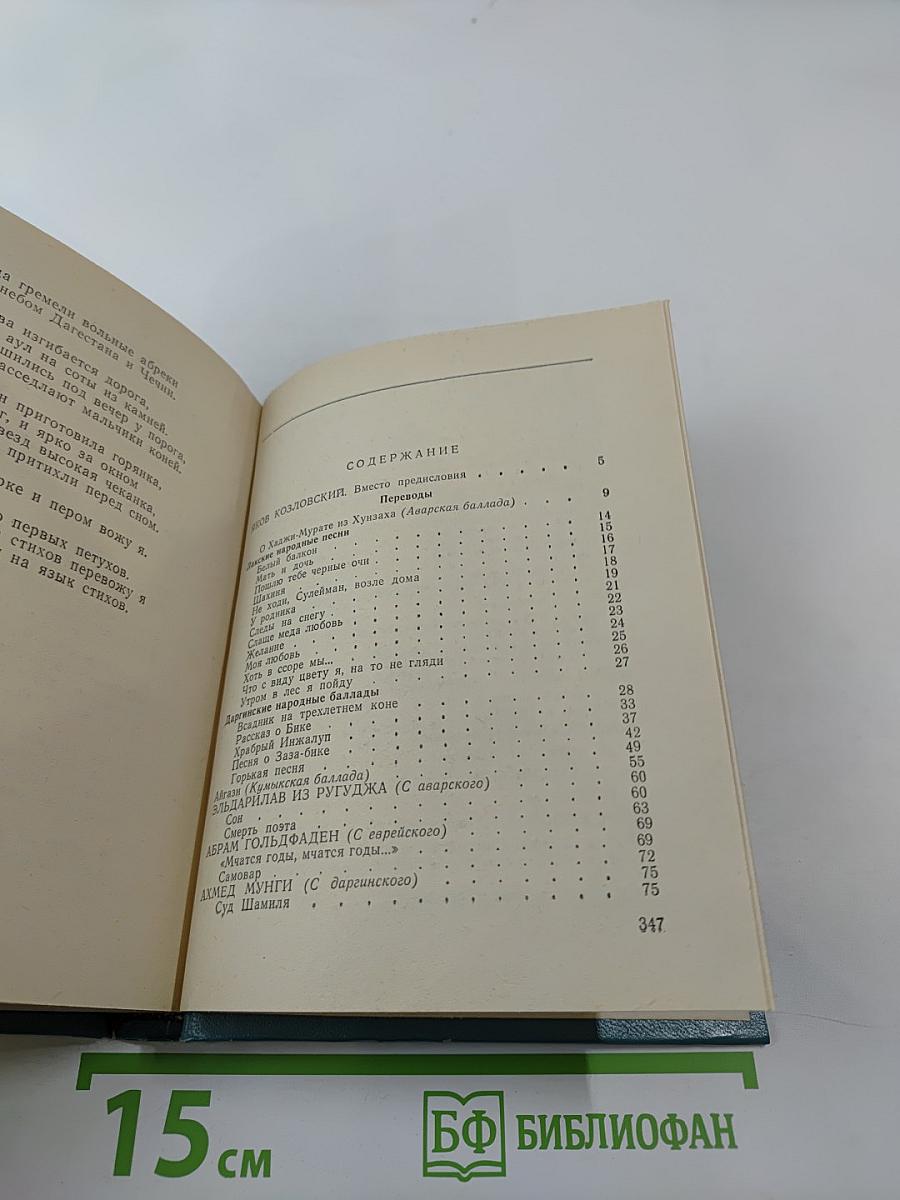 на гремели вольные абреки
небом Дагестана и Чечни.
ва изгибается дорога,
аул на соты из камней.
шились под вечер у порога,
асседлают мальчики коней.
н приготовила горянка,
г, и ярко за окном
везд высокая чеканка,
притихли перед сном.
рке и пером вожу я.
о первых петухов.
стихов перевожу я
на язык стихов.
СОДЕРЖАНИЕ
ЯКОВ КОЗЛОВСКИЙ. Вместо предисловия . . . . . 5
Переводы
О Хаджи-Мурате из Хунзаха (Аварская баллада) . . . 9
Лакские народные песни
Белый балкон . . . . . . . . . . 14
Мать и дочь . . . . . . . . . . 15
Пошлю тебе черные очи . . . . . . . . 16
Шахиня . . . . . . . . . . . 17
Не ходи, Сулейман, возле дома . . . . . . 18
У родника . . . . . . . . . . 19
Следы на снегу . . . . . . . . . 21
Слаще меда любовь . . . . . . . . 22
Желание . . . . . . . . . . . 23
Моя любовь . . . . . . . . . . 24
Хоть в ссоре мы... . . . . . . . . . 25
Что с виду цвету я, на то не гляди . . . . . 26
Утром в лес я пойду . . . . . . . . 27
Даргинские народные баллады
Всадник на трехлетнем коне . . . . . . . 28
Рассказ о Бике . . . . . . . . . 33
Храбрый Инжалуп . . . . . . . . . 37
Песня о Заза-бике . . . . . . . . 42
Горькая песня . . . . . . . . . 49
Айгази (Кумыкская баллада) . . . . . . . 55
ЭЛЬДАРИЛАВ ИЗ РУГУДЖА (С аварского) . . . . 60
Сон . . . . . . . . . . . . 60
Смерть поэта . . . . . . . . . . 63
АБРАМ ГОЛЬДФАДЕН (С еврейского) . . . . . 69
«Мчатся годы, мчатся годы...» . . . . . . 69
Самовар . . . . . . . . . . . 72
АХМЕД МУНГИ (С даргинского) . . . . . . 75
Суд Шамиля . . . . . . . . . . 75
347
15 см
БФ БИБЛИОФАН